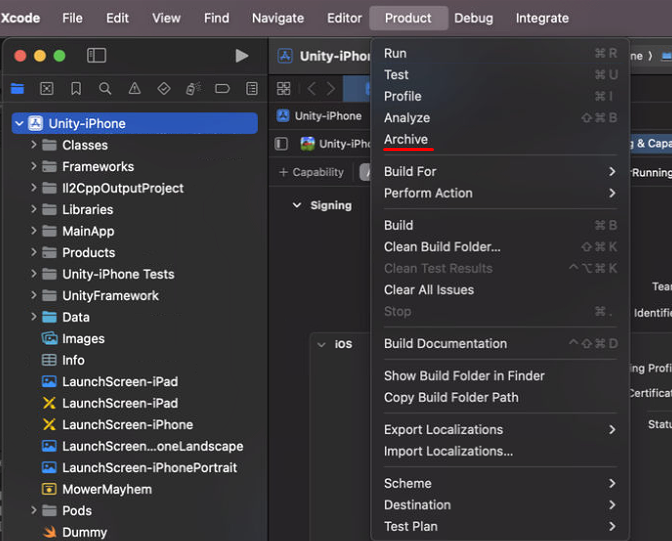 Xcode File Edit View Find Navigate Editor Product Debug Integrate
Unity-iPhone
Classes
Frameworks
Il2CppOutputProject
Libraries
MainApp
Products
Unity-iPhone Tests
UnityFramework
Data
Images
Info
LaunchScreen-iPad
LaunchScreen-iPad
LaunchScreen-iPhone
LaunchScreen...oneLandscape
LaunchScreen-iPhonePortrait
MowerMayhem
Pods
Dummy
Unity-iPhon
Unity-iPhone
Unity-iPho
+ Capability A
Signing
iOS
Run ⌘ R
Test ⌘ U
Profile ⌘ I
Analyze ⇧ ⌘ B
Archive
Build For
Perform Action
Build ⌘ B
Clean Build Folder... ⇧ ⌘ K
Clean Test Results ^ ⌥ ⌘ K
Clear All Issues
Stop ⌘ .
Build Documentation ^ ⇧ ⌘ D
Show Build Folder in Finder
Copy Build Folder Path
Export Localizations
Import Localizations...
Scheme
Destination
Test Plan
ne
g & Capa
rRunning
Tear
Identifie
ing Profi
Certifica
Statu